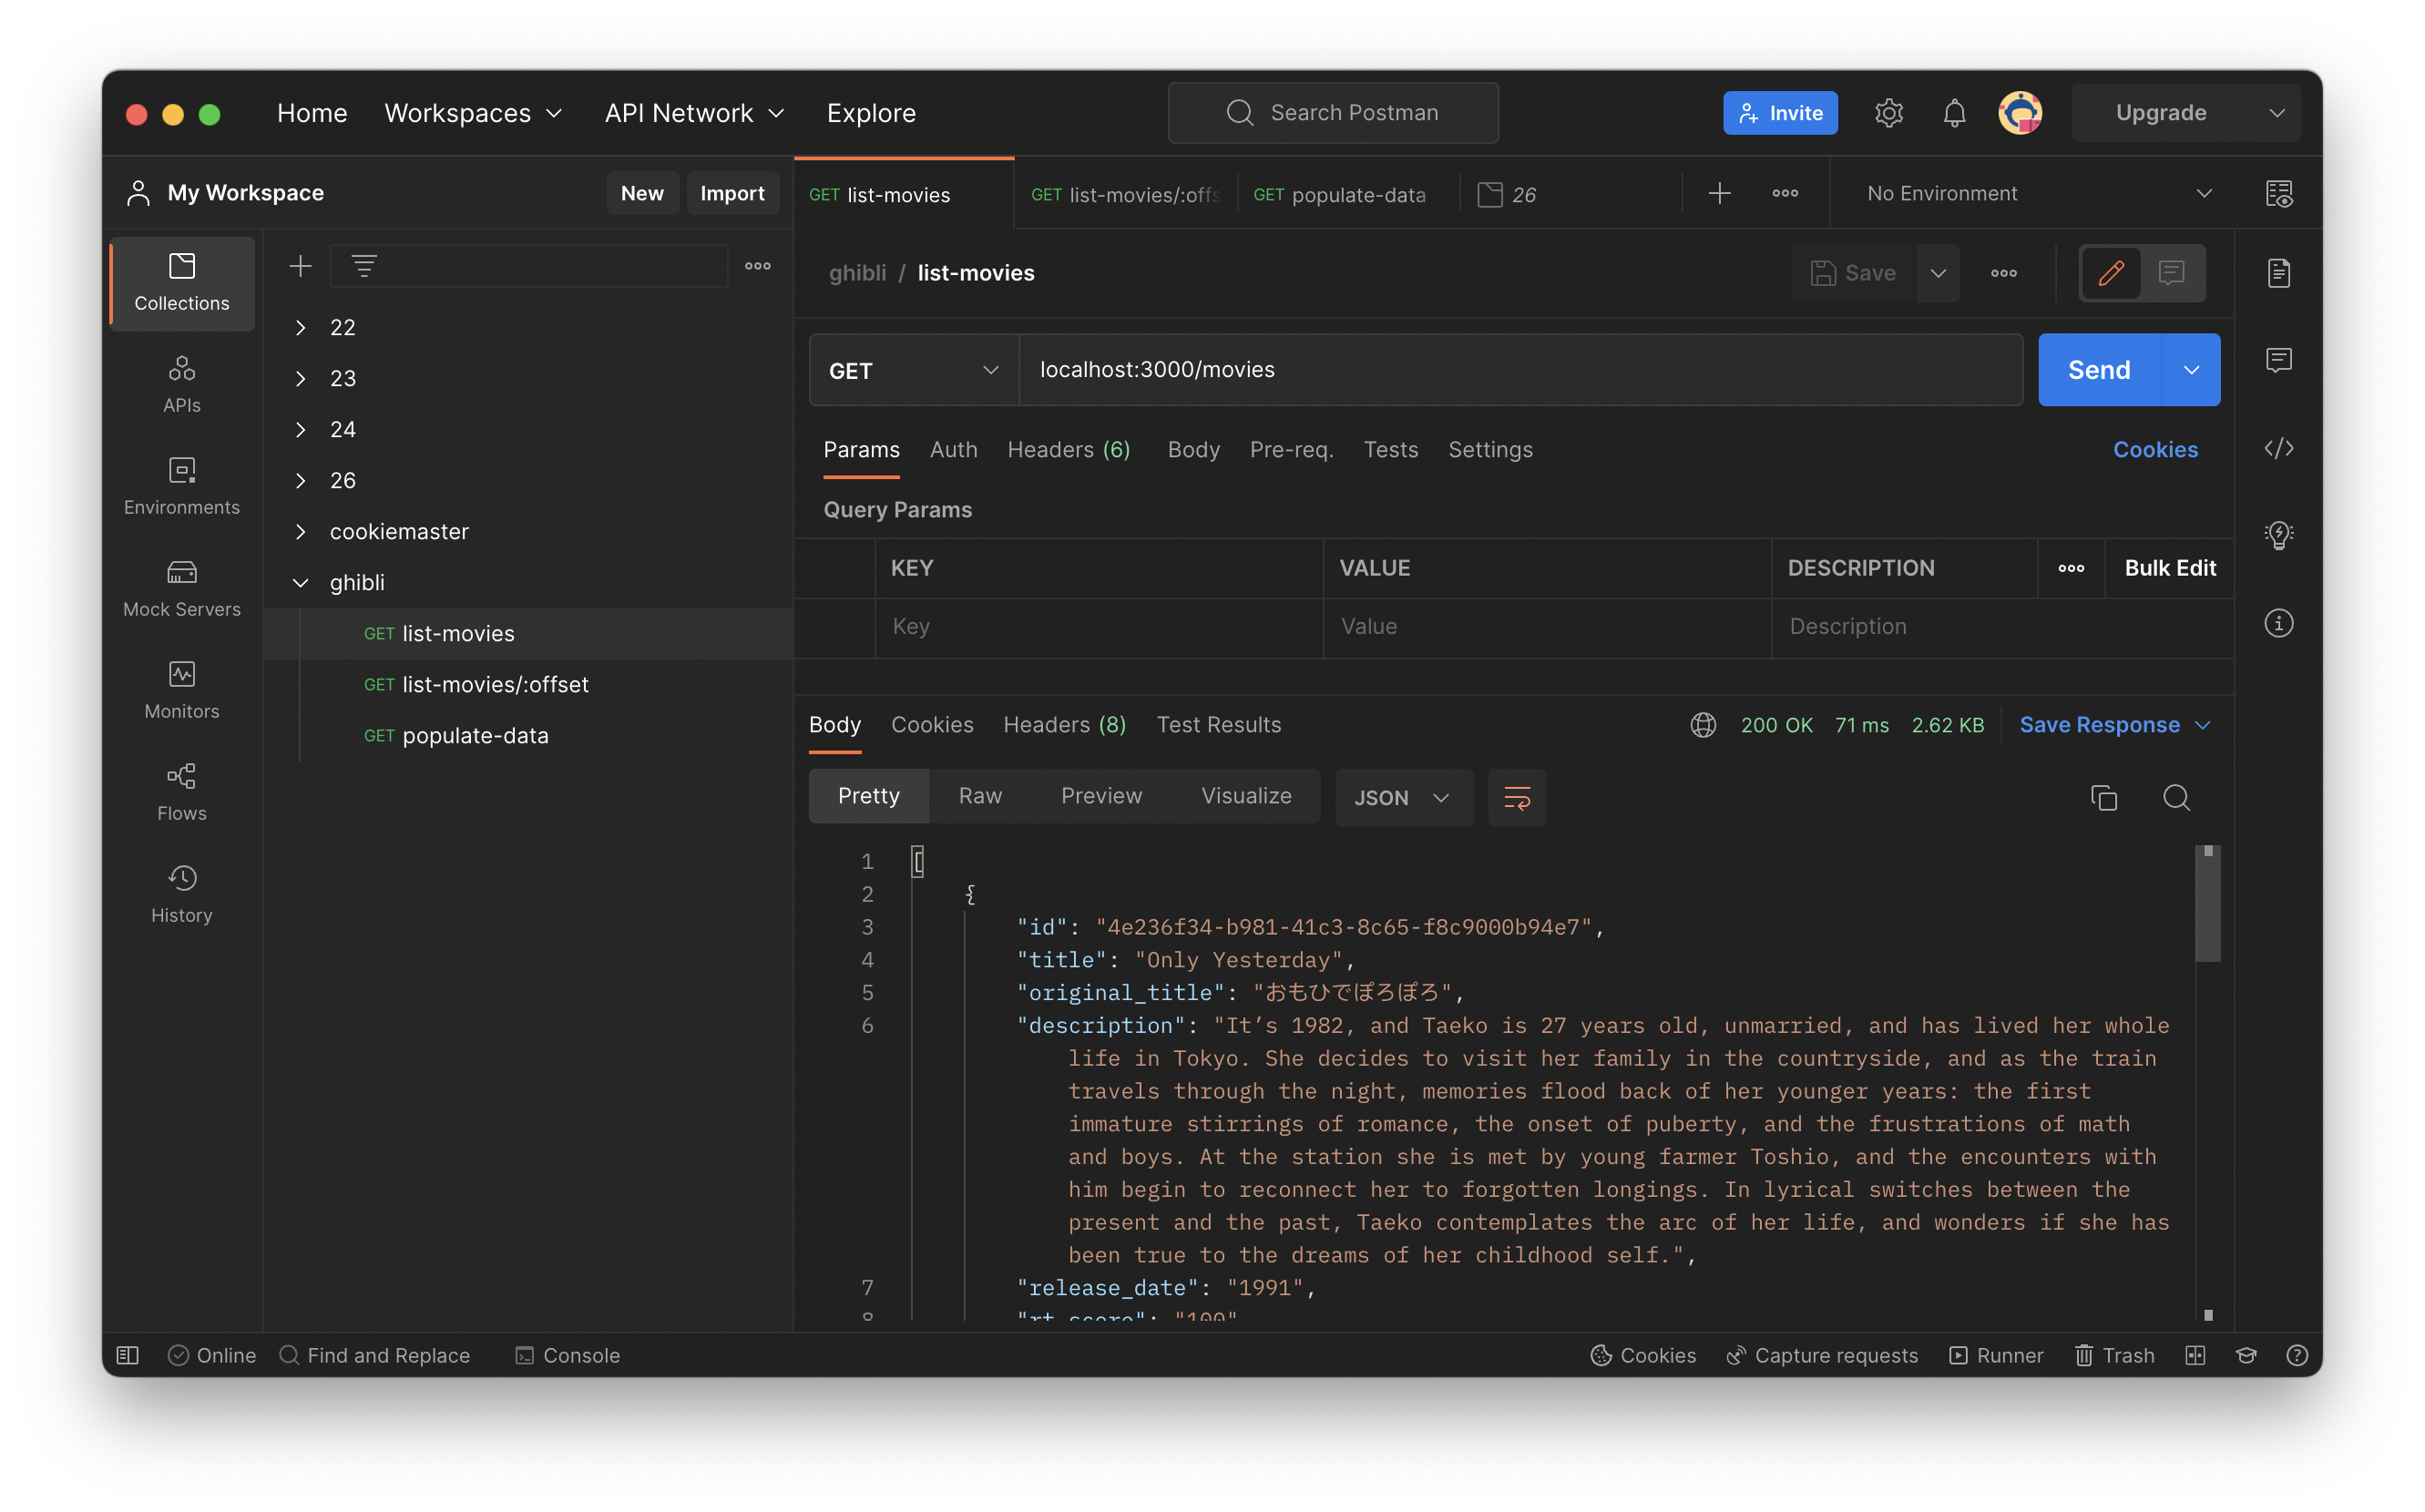 Home Workspaces API Network Explore Search Postman Invite Upgrade
My Workspace New Import
GET list-movies GET list-movies/:offs GET populate-data 26 No Environment
Collections
APIs
Environments
Mock Servers
Monitors
Flows
History
22
23
24
26
cookiemaster
ghibli
GET list-movies
GET list-movies/:offset
GET populate-data
ghibli / list-movies Save
GET localhost:3000/movies Send
Params Auth Headers (6) Body Pre-req. Tests Settings Cookies
Query Params
KEY VALUE DESCRIPTION Bulk Edit
Key Value Description
Body Cookies Headers (8) Test Results 200 OK 71 ms 2.62 KB Save Response
Pretty Raw Preview Visualize JSON
1 [
2 {
3 "id": "4e236f34-b981-41c3-8c65-f8c9000b94e7",
4 "title": "Only Yesterday",
5 "original_title": "おもひでぽろぽろ",
6 "description": "It’s 1982, and Taeko is 27 years old, unmarried, and has lived her whole
life in Tokyo. She decides to visit her family in the countryside, and as the train
travels through the night, memories flood back of her younger years: the first
immature stirrings of romance, the onset of puberty, and the frustrations of math
and boys. At the station she is met by young farmer Toshio, and the encounters with
him begin to reconnect her to forgotten longings. In lyrical switches between the
present and the past, Taeko contemplates the arc of her life, and wonders if she has
been true to the dreams of her childhood self.",
7 "release_date": "1991",
8 "rt_score": "100"
Online Find and Replace Console Cookies Capture requests Runner Trash